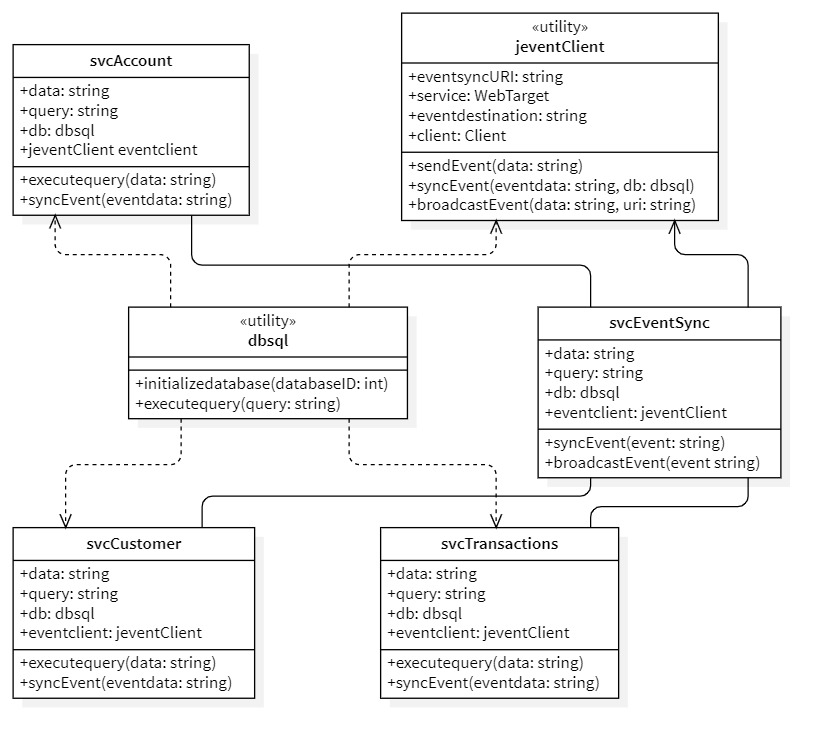 svcAccount
+data: string
+query: string
+db: dbsql
+jeventClient eventclient
+executequery(data: string)
+syncEvent(eventdata: string)
«utility»
jeventClient
+eventsyncURI: string
+service: WebTarget
+eventdestination: string
+client: Client
+sendEvent(data: string)
+syncEvent(eventdata: string, db: dbsql)
+broadcastEvent(data: string, uri: string)
«utility»
dbsql
+initializedatabase(databaseID: int)
+executequery(query: string)
svcEventSync
+data: string
+query: string
+db: dbsql
+eventclient: jeventClient
+syncEvent(event: string)
+broadcastEvent(event string)
svcCustomer
+data: string
+query: string
+db: dbsql
+eventclient: jeventClient
+executequery(data: string)
+syncEvent(eventdata: string)
svcTransactions
+data: string
+query: string
+db: dbsql
+eventclient: jeventClient
+executequery(data: string)
+syncEvent(eventdata: string)